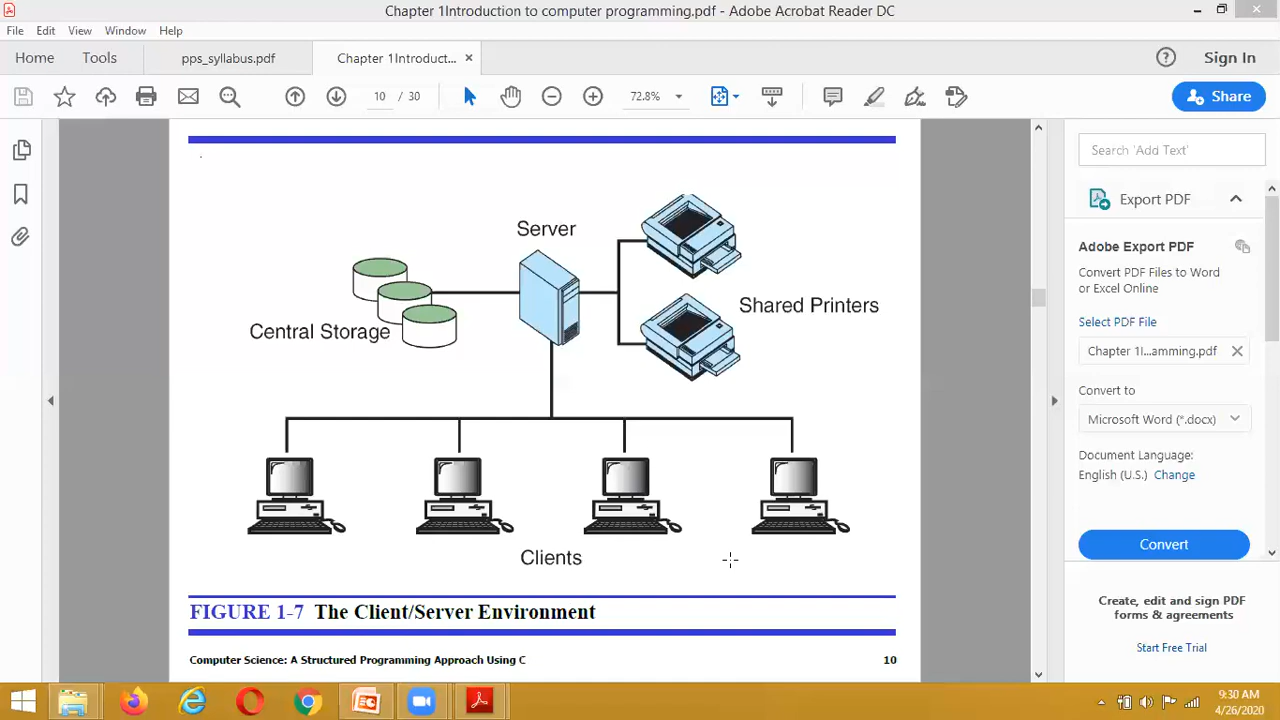 Chapter 1Introduction to computer programming.pdf - Adobe Acrobat Reader DC
File Edit View Window Help
Home Tools pps_syllabus.pdf Chapter 1Introduct... × ? Sign In
10 / 30 72.8% Share
Search 'Add Text'
Export PDF
Adobe Export PDF
Convert PDF Files to Word
or Excel Online
Select PDF File
Chapter 1I...amming.pdf
Convert to
Microsoft Word (*.docx)
Document Language:
English (U.S.) Change
Convert
Create, edit and sign PDF
forms & agreements
Start Free Trial
Server
Shared Printers
Central Storage
Clients
FIGURE 1-7 The Client/Server Environment
Computer Science: A Structured Programming Approach Using C 10
9:30 AM
4/26/2020